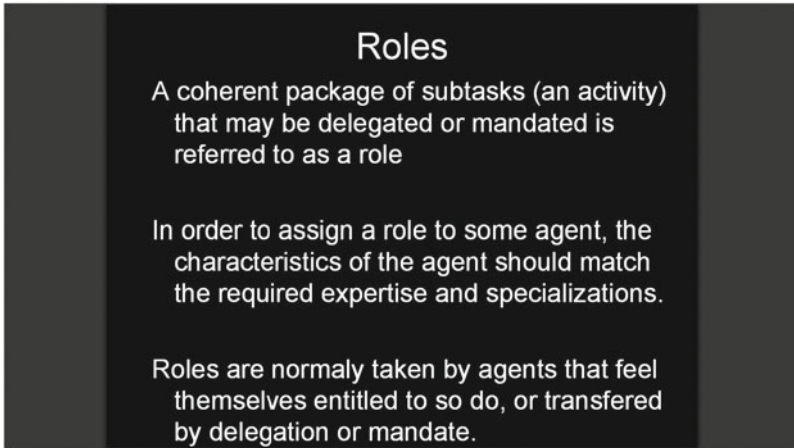 Roles
A coherent package of subtasks (an activity)
that may be delegated or mandated is
referred to as a role
In order to assign a role to some agent, the
characteristics of the agent should match
the required expertise and specializations.
Roles are normaly taken by agents that feel
themselves entitled to so do, or transfered
by delegation or mandate.